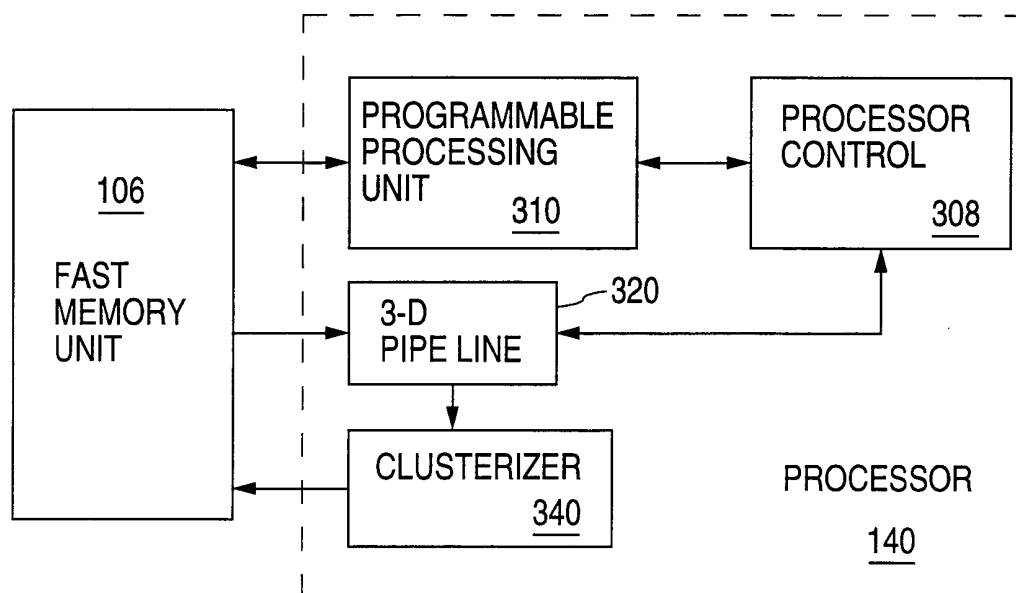 106
FAST
MEMORY
UNIT
PROGRAMMABLE
PROCESSING
UNIT
310
PROCESSOR
CONTROL
308
320
3-D
PIPE LINE
CLUSTERIZER
340
PROCESSOR
140